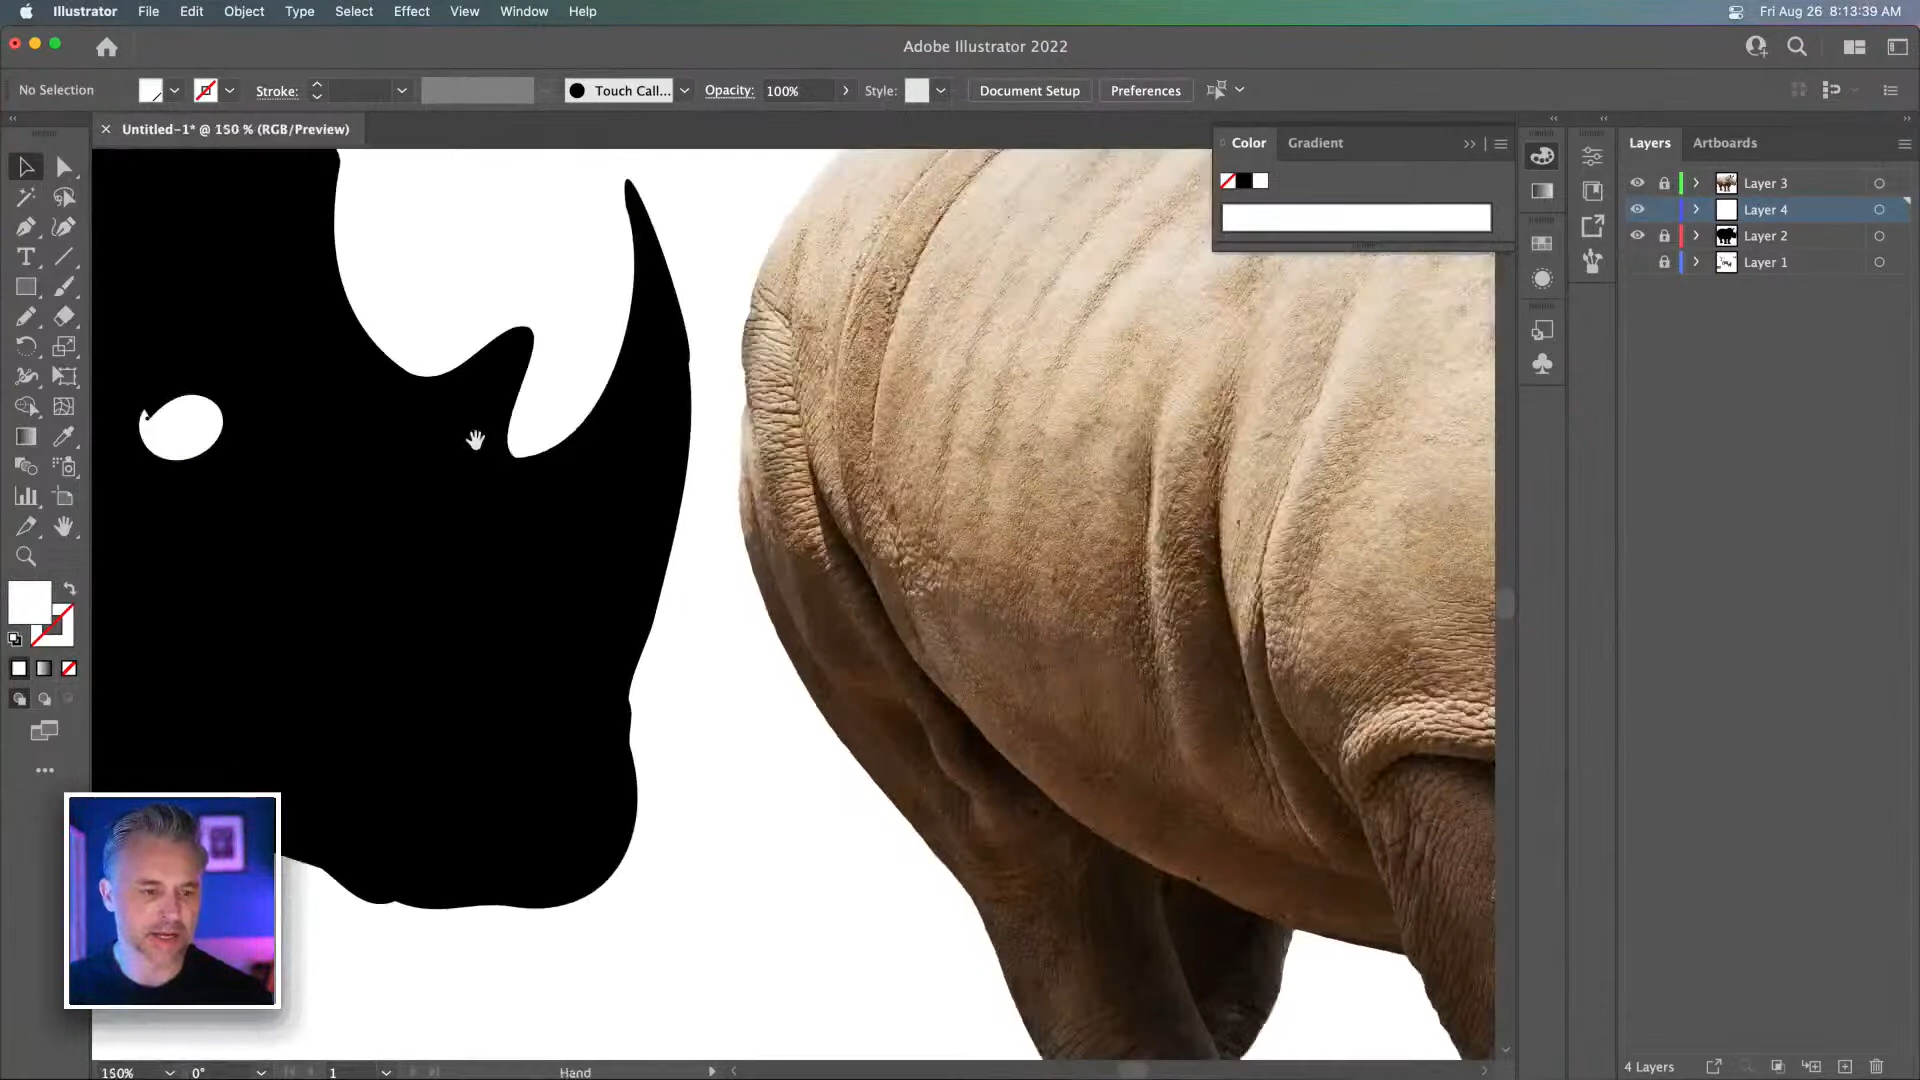 Illustrator File Edit Object Type Select Effect View Window Help
Fri Aug 26 8:13:39 AM
Adobe Illustrator 2022
No Selection
Stroke:
Touch Call...
Opacity: 100%
Style:
Document Setup
Preferences
× Untitled-1* @ 150 % (RGB/Preview)
Color
Gradient
Layers
Artboards
Layer 3
Layer 4
Layer 2
Layer 1
150%
0°
1
Hand
4 Layers